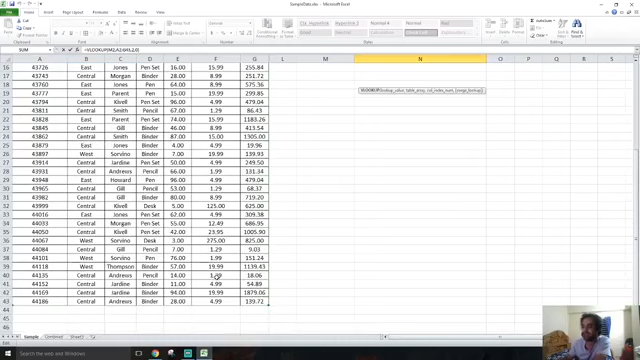 SampleData.xlsx - Microsoft Excel
Cut
Copy
SUM =VLOOKUP(M2,A2:
A B C D E F G L M N O P Q R S
16 43726 East Jones Pen Set 16.00 15.99 255.84
17 43743 Central Morgan Binder 28.00 8.99 251.72
18 43760 East Jones Pen 64.00 8.99 575.36
19 43777 East Parent Pen 15.00 19.99 299.85
20 43794 Central Kivell Pen Set 96.00 4.99 479.04
21 43811 Central Smith Pencil 67.00 1.29 86.43
22 43828 East Parent Pen Set 74.00 15.99 1183.26
23 43845 Central Gill Binder 46.00 8.99 413.54
24 43862 Central Smith Binder 87.00 15.00 1305.00
25 43879 East Jones Binder 4.00 4.99 19.96
26 43897 West Sorvino Binder 7.00 19.99 139.93
27 43914 Central Jardine Pen Set 50.00 4.99 249.50
28 43931 Central Andrews Pencil 66.00 1.99 131.34
29 43948 East Howard Pen 96.00 4.99 479.04
30 43965 Central Gill Pencil 53.00 1.29 68.37
31 43982 Central Gill Binder 80.00 8.99 719.20
32 43999 Central Kivell Desk 5.00 125.00 625.00
33 44016 East Jones Pen Set 62.00 4.99 309.38
34 44033 Central Morgan Pen Set 55.00 12.49 686.95
35 44050 Central Kivell Pen Set 42.00 23.95 1005.90
36 44067 West Sorvino Desk 3.00 275.00 825.00
37 44084 Central Gill Pencil 7.00 1.29 9.03
38 44101 West Sorvino Pen 76.00 1.99 151.24
39 44118 West Thompson Binder 57.00 19.99 1139.43
40 44135 Central Andrews Pencil 14.00 18.06
41 44152 Central Jardine Binder 11.00 4.99 54.89
42 44169 Central Jardine Binder 94.00 19.99 1879.06
43 44186 Central Andrews Binder 28.00 4.99 139.72
44
45
46
VLOOKUP(lookup_value, table_array, col_index_num, [range_lookup])
Sample Combined Sheet3
Edit
Search the web and Windows